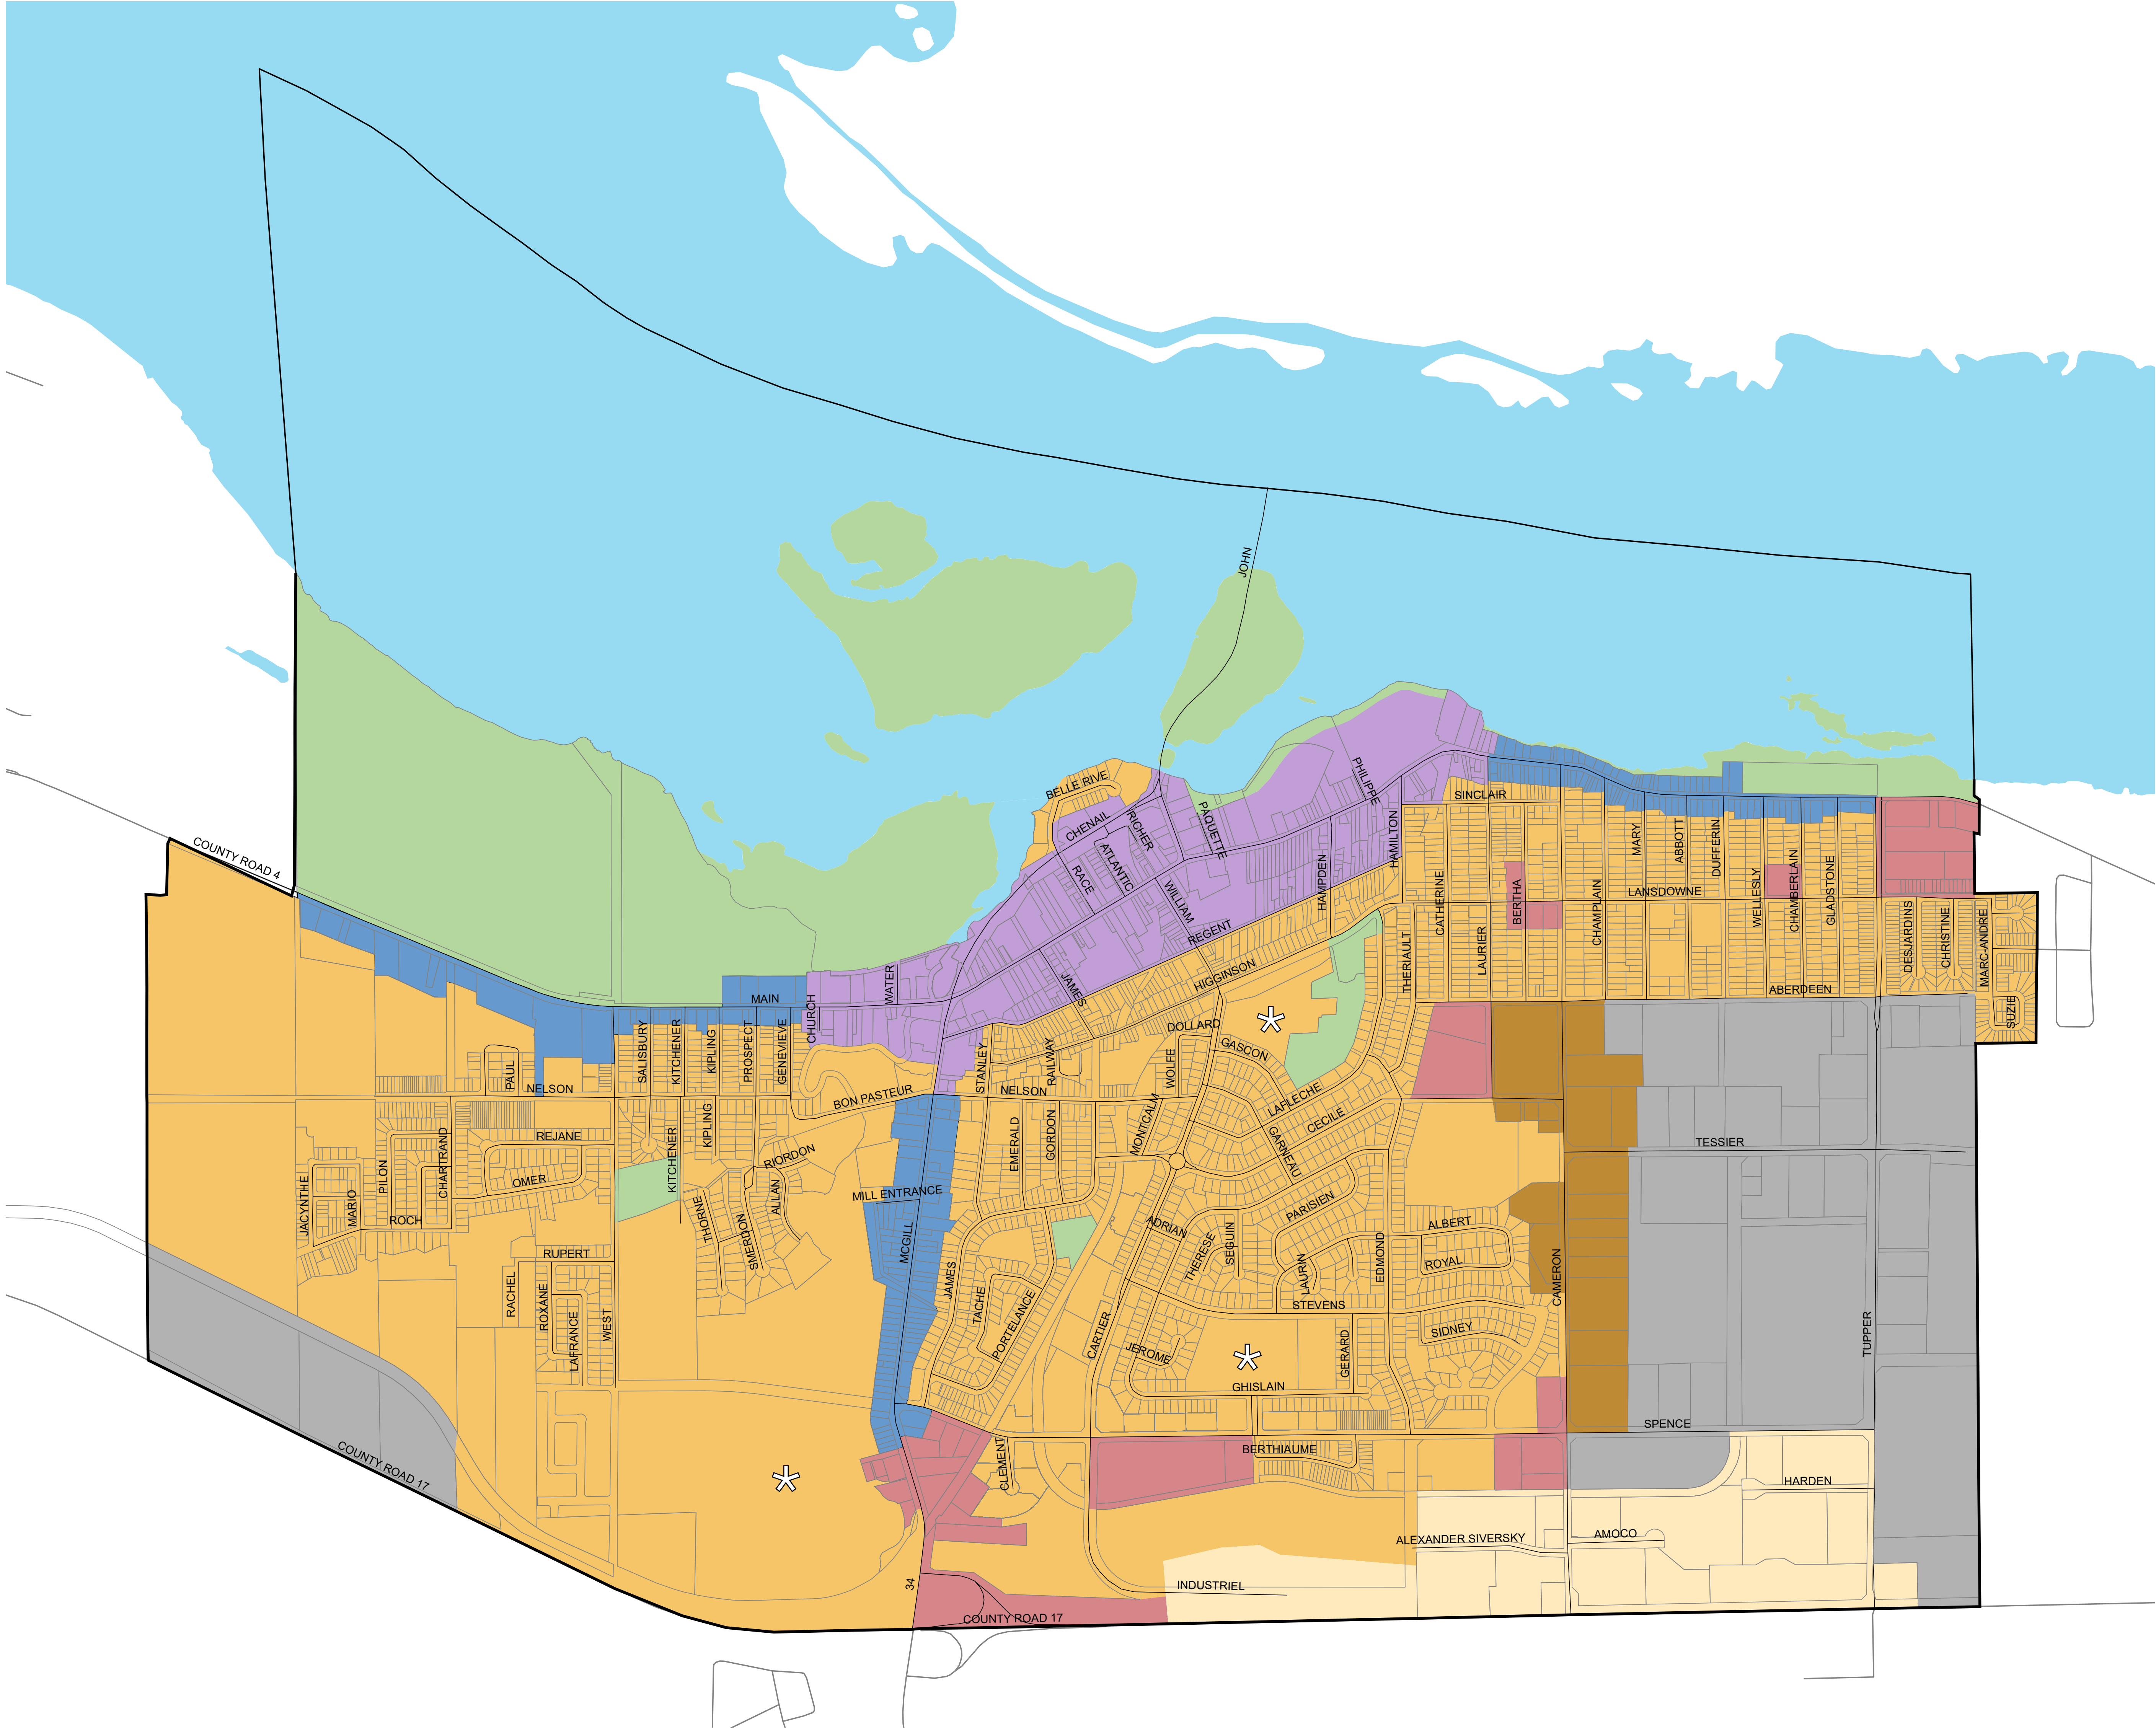 JOHN
BELLE RIVE
CHENAIL
RICHER
ATLANTIC
RACE
PAQUETTE
PHILIPPE
WILLIAM
HAMPDEN
HAMILTON
SINCLAIR
CATHERINE
BERTHA
LAURIER
CHAMPLAIN
MARY
ABBOTT
DUFFERIN
LANSDOWNE
WELLESLY
CHAMBERLAIN
GLADSTONE
DESJARDINS
CHRISTINE
MARC-ANDRE
SUZIE
ABERDEEN
THERIAULT
COUNTY ROAD 4
MAIN
CHURCH
WATER
JAMES
REGENT
HIGGINSON
SALISBURY
KITCHENER
KIPLING
PROSPECT
GENEVIEVE
STANLEY
RAILWAY
DOLLARD
WOLFE
GASCON
PAUL
NELSON
BON PASTEUR
NELSON
LAFLECHE
CECILE
MONTCALM
GARNEAU
EMERALD
GORDON
REJANE
OMER
CHARTRAND
PILON
MARIO
JACYNTHE
ROCH
KITCHENER
KIPLING
RIORDON
ALLAN
THORNE
SMERDON
MILL ENTRANCE
MCGILL
TESSIER
ADRIAN
THERESE
SEGUIN
PARISIEN
LAURIN
EDMOND
ALBERT
ROYAL
CAMERON
RUPERT
RACHEL
ROXANE
LAFRANCE
WEST
JAMES
TACHE
PORTELANCE
CARTIER
STEVENS
SIDNEY
GERARD
JEROME
GHISLAIN
TUPPER
SPENCE
BERTHIAUME
CLEMENT
COUNTY ROAD 17
HARDEN
ALEXANDER SIVERSKY
AMOCO
INDUSTRIEL
34
COUNTY ROAD 17